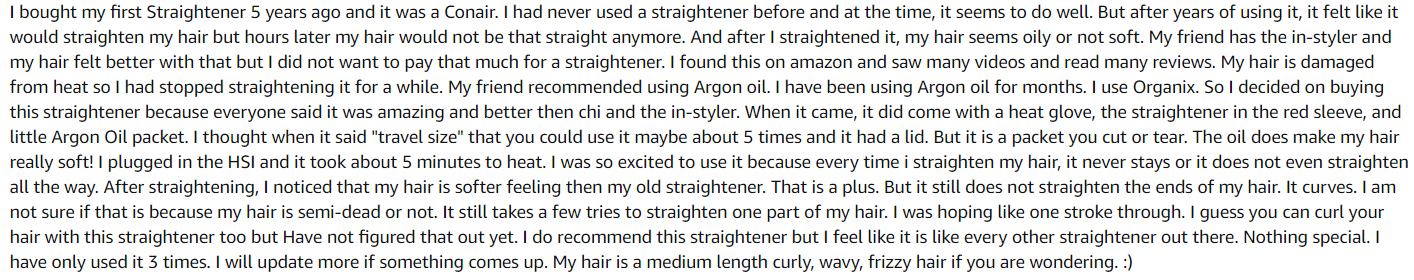 I bought my first Straightener 5 years ago and it was a Conair. I had never used a straightener before and at the time, it seems to do well. But after years of using it, it felt like it
would straighten my hair but hours later my hair would not be that straight anymore. And after I straightened it, my hair seems oily or not soft. My friend has the in-styler and
my hair felt better with that but I did not want to pay that much for a straightener. I found this on amazon and saw many videos and read many reviews. My hair is damaged
from heat so I had stopped straightening it for a while. My friend recommended using Argon oil. I have been using Argon oil for months. I use Organix. So I decided on buying
this straightener because everyone said it was amazing and better then chi and the in-styler. When it came, it did come with a heat glove, the straightener in the red sleeve, and
little Argon Oil packet. I thought when it said "travel size" that you could use it maybe about 5 times and it had a lid. But it is a packet you cut or tear. The oil does make my hair
really soft! I plugged in the HSI and it took about 5 minutes to heat. I was so excited to use it because every time i straighten my hair, it never stays or it does not even straighten
all the way. After straightening, I noticed that my hair is softer feeling then my old straightener. That is a plus. But it still does not straighten the ends of my hair. It curves. I am
not sure if that is because my hair is semi-dead or not. It still takes a few tries to straighten one part of my hair. I was hoping like one stroke through. I guess you can curl your
hair with this straightener too but Have not figured that out yet. I do recommend this straightener but I feel like it is like every other straightener out there. Nothing special. I
have only used it 3 times. I will update more if something comes up. My hair is a medium length curly, wavy, frizzy hair if you are wondering. :)